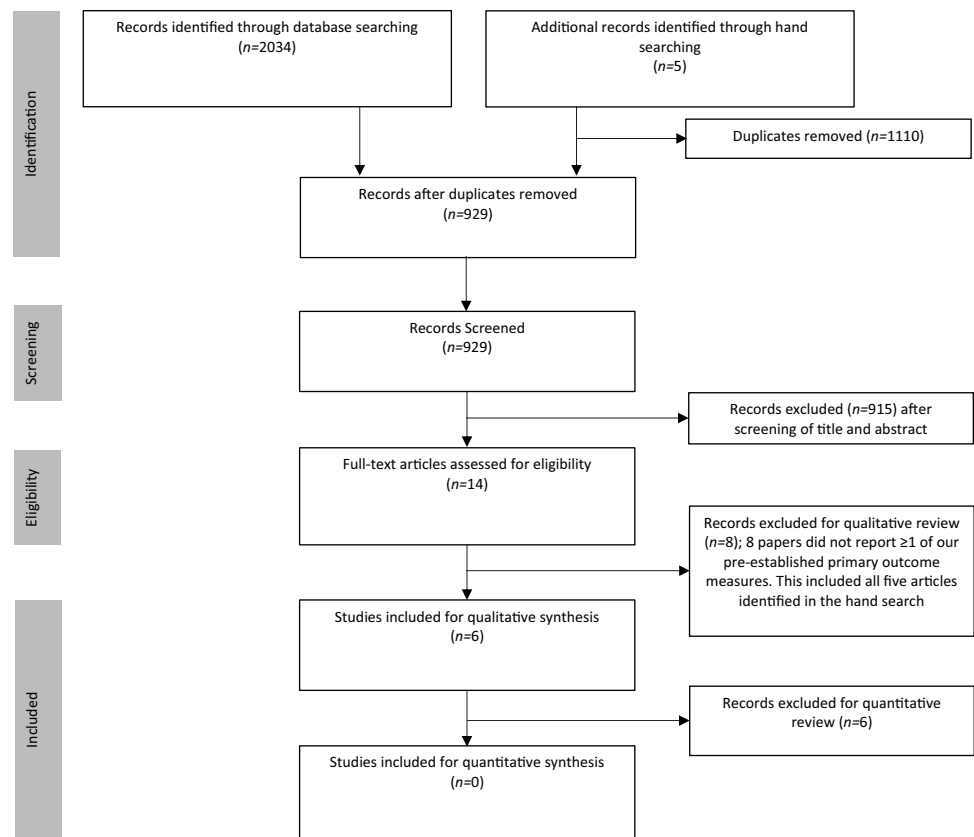 Identification
Records identified through database searching
(n=2034)
Additional records identified through hand
searching
(n=5)
Duplicates removed (n=1110)
Records after duplicates removed
(n=929)
Screening
Records Screened
(n=929)
Records excluded (n=915) after
screening of title and abstract
Eligibility
Full-text articles assessed for eligibility
(n=14)
Records excluded for qualitative review
(n=8); 8 papers did not report ≥1 of our
pre-established primary outcome
measures. This included all five articles
identified in the hand search
Included
Studies included for qualitative synthesis
(n=6)
Records excluded for quantitative
review (n=6)
Studies included for quantitative synthesis
(n=0)